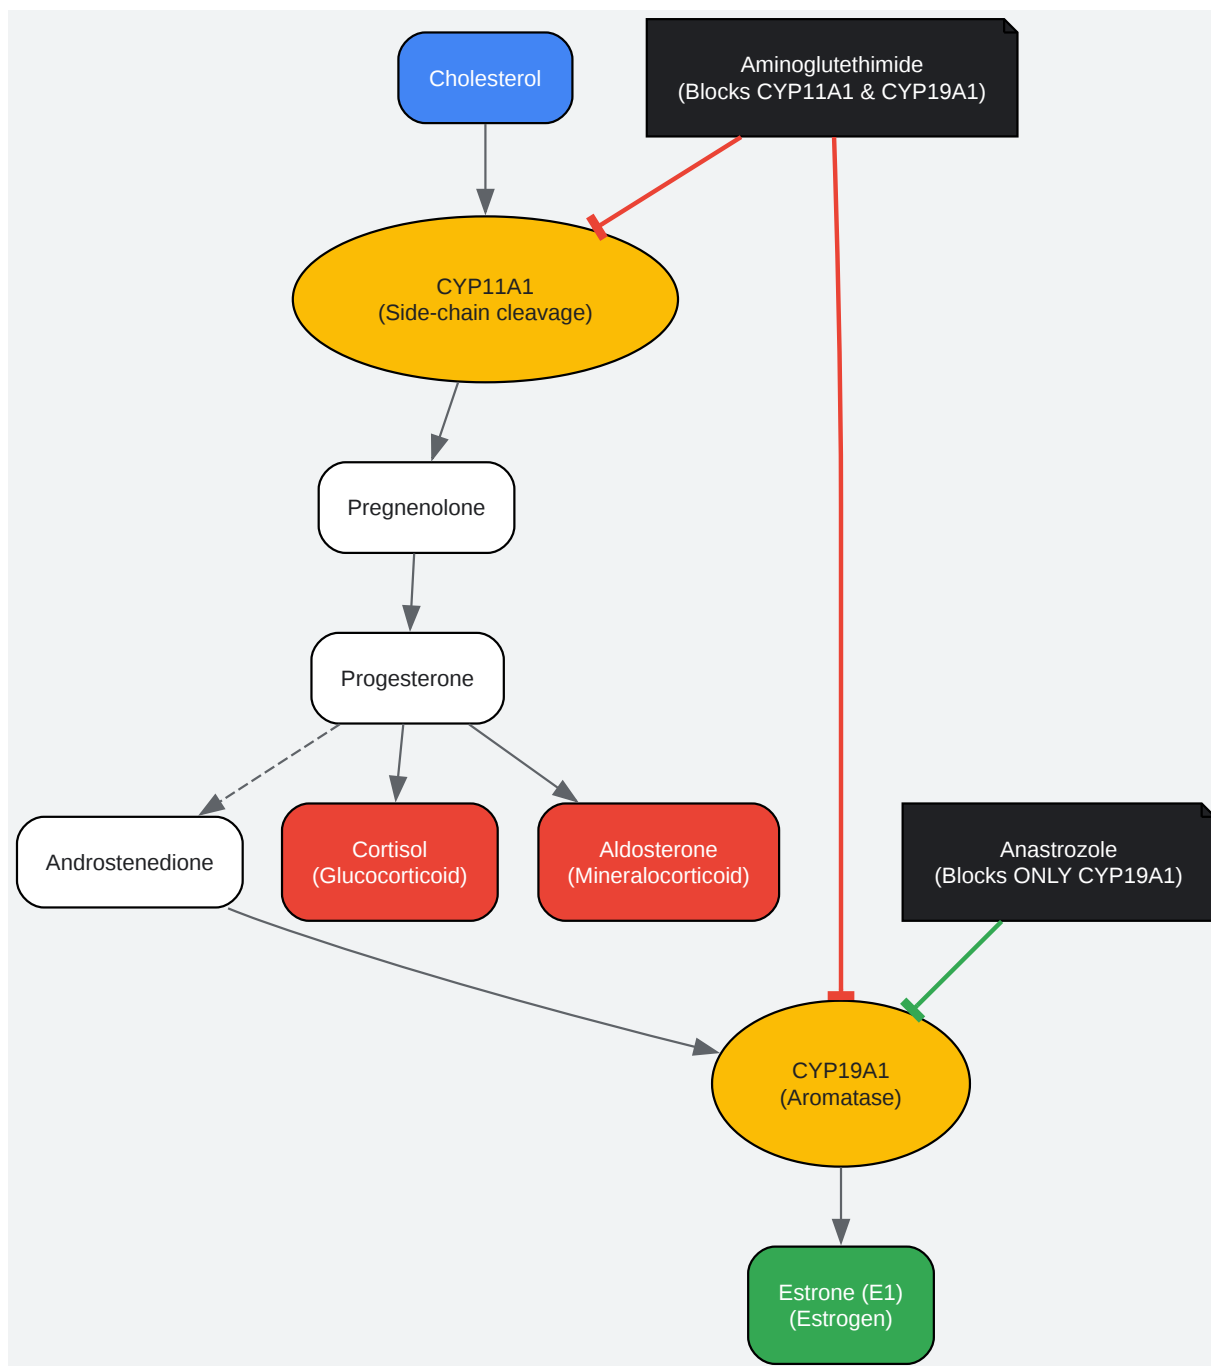 Cholesterol
Aminoglutethimide
(Blocks CYP11A1 & CYP19A1)
CYP11A1
(Side-chain cleavage)
Pregnenolone
Progesterone
Androstenedione
Cortisol
(Glucocorticoid)
Aldosterone
(Mineralocorticoid)
Anastrozole
(Blocks ONLY CYP19A1)
CYP19A1
(Aromatase)
Estrone (E1)
(Estrogen)